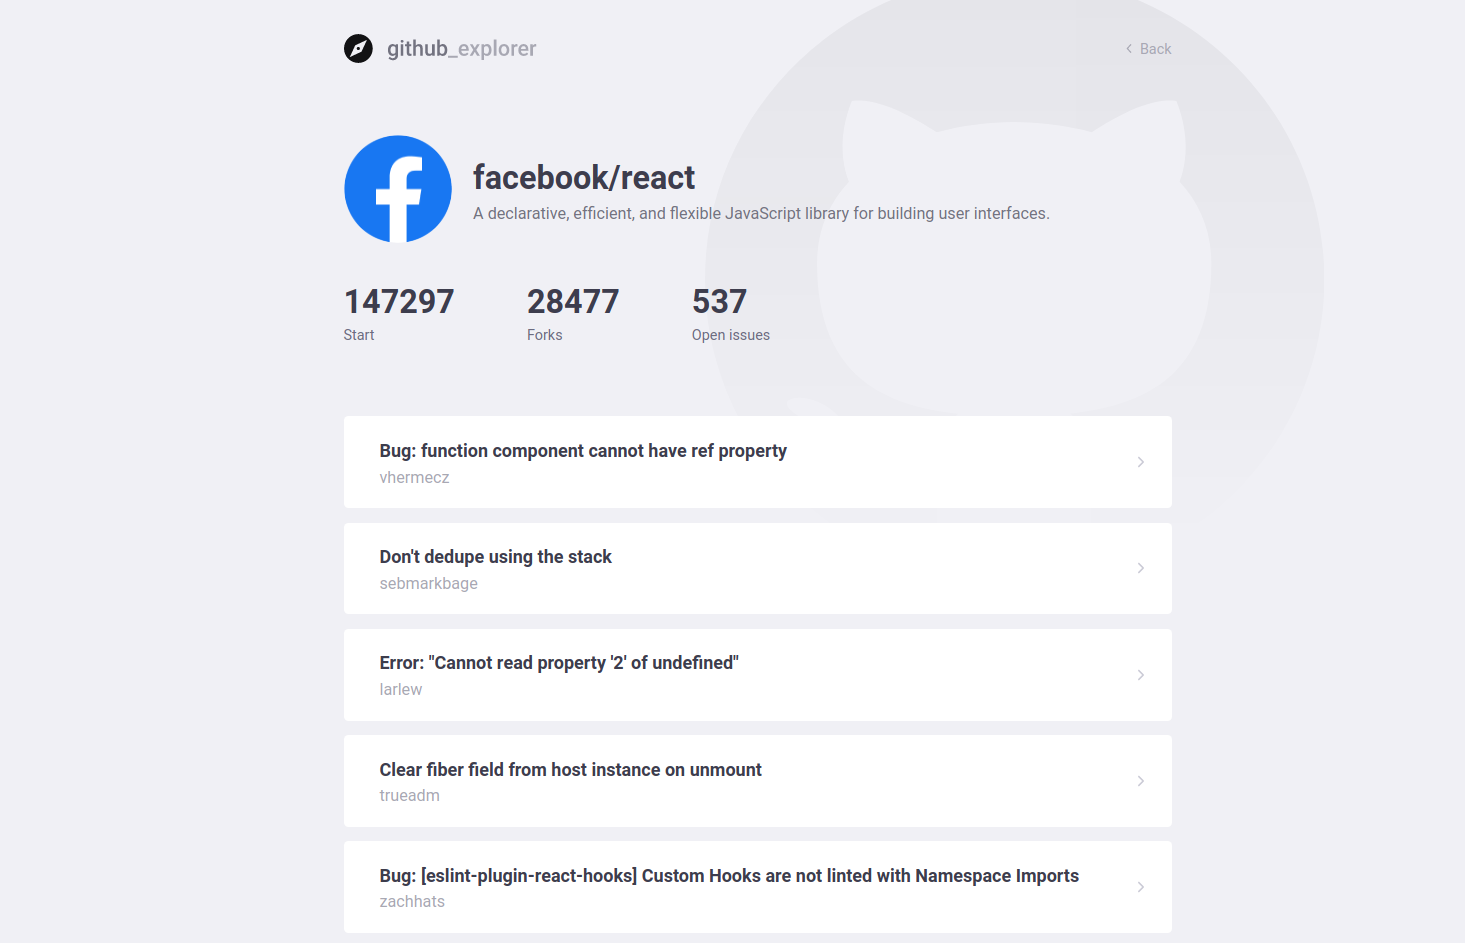 github_explorer
Back
facebook/react
A declarative, efficient, and flexible JavaScript library for building user interfaces.
147297 28477 537
Start Forks Open issues
Bug: function component cannot have ref property
vhermecz
Don't dedupe using the stack
sebmarkbage
Error: "Cannot read property '2' of undefined"
larlew
Clear fiber field from host instance on unmount
trueadm
Bug: [eslint-plugin-react-hooks] Custom Hooks are not linted with Namespace Imports
zachhats